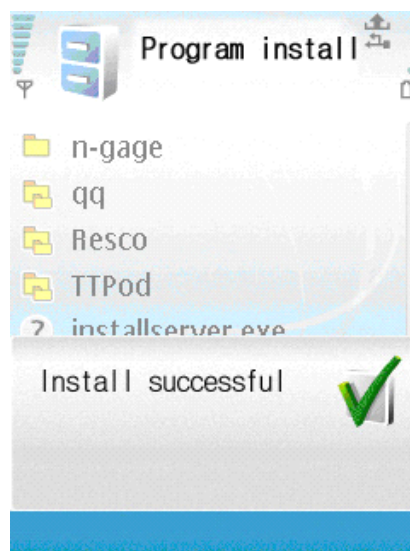 Program install
n-gage
qq
Resco
TTPod
installserver.exe
Install successful